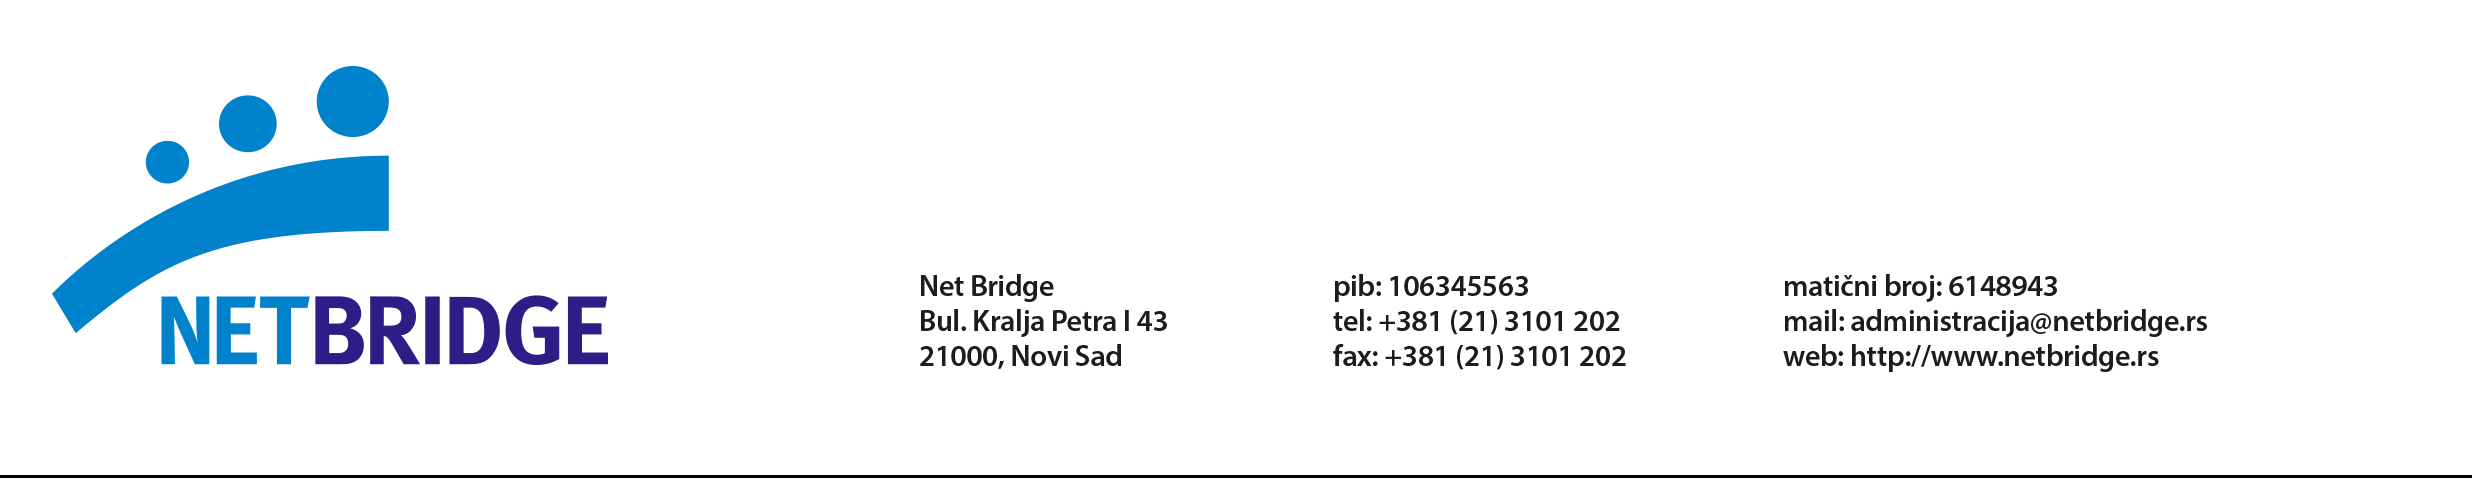 NETBRIDGE
Net Bridge
Bul. Kralja Petra I 43
21000, Novi Sad
pib: 106345563
tel: +381 (21) 3101 202
fax: +381 (21) 3101 202
matični broj: 6148943
mail: administracija@netbridge.rs
web: http://www.netbridge.rs